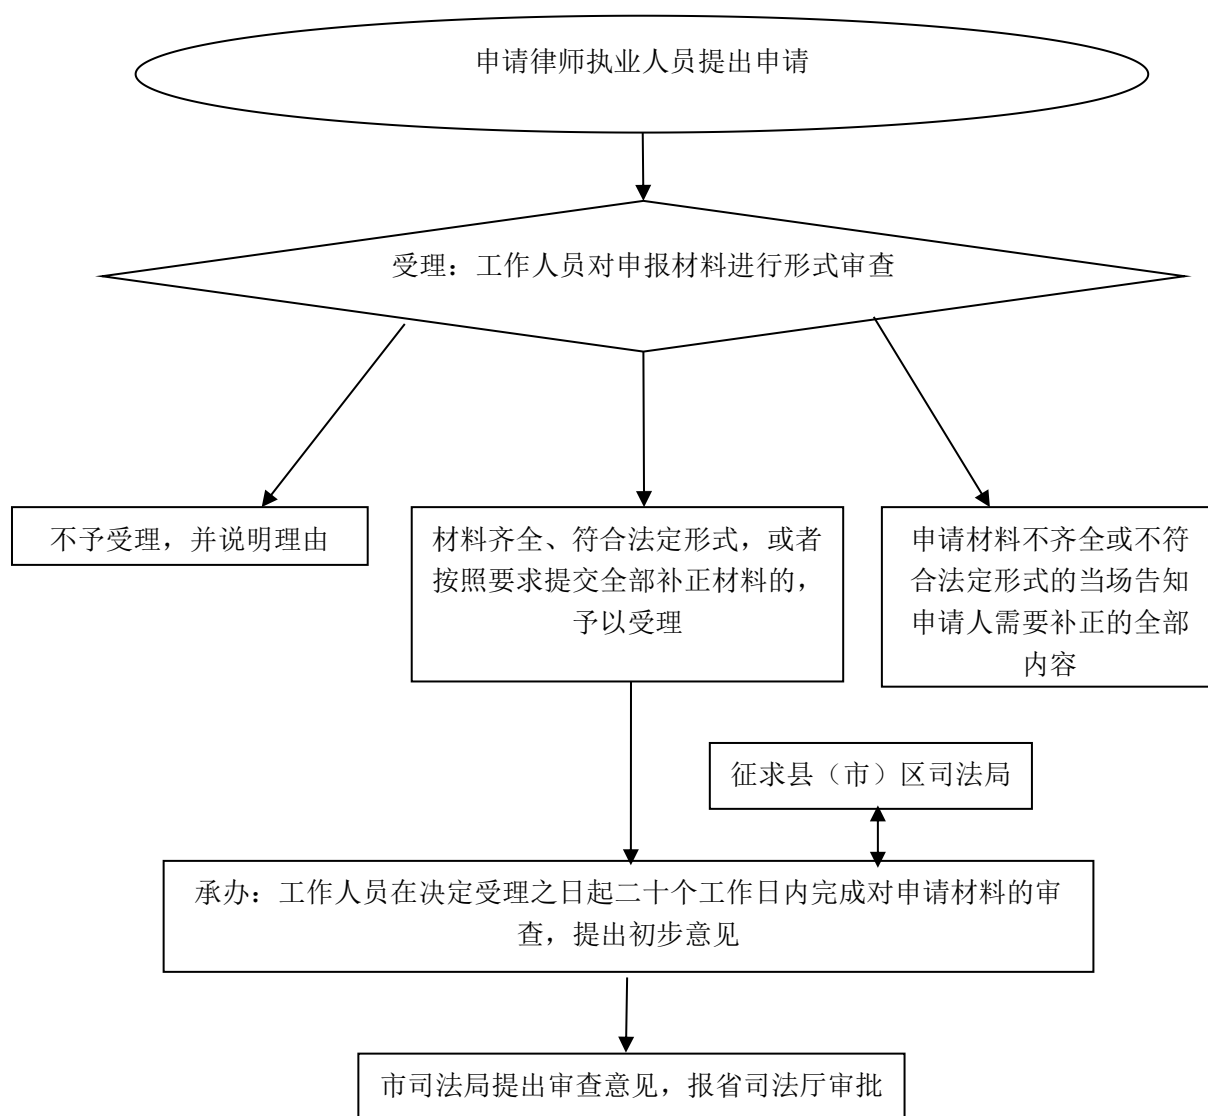 申请律师执业人员提出申请
受理：工作人员对申报材料进行形式审查
不予受理，并说明理由
材料齐全、符合法定形式，或者
按照要求提交全部补正材料的，
予以受理
申请材料不齐全或不符
合法定形式的当场告知
申请人需要补正的全部
内容
征求县（市）区司法局
承办：工作人员在决定受理之日起二十个工作日内完成对申请材料的审
查，提出初步意见
市司法局提出审查意见，报省司法厅审批